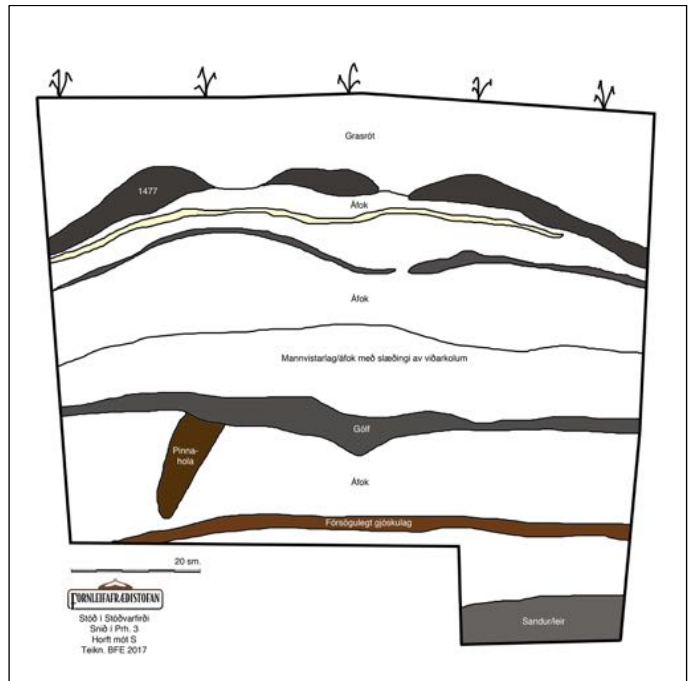 Grasrót
1477
Áfok
Áfok
Mannvistarlag/áfok með slæðingi av viðarkolum
Gólf
Pinna-
hola
Áfok
Försögulegt gjóskulag
20 sm.
FORNLEIFAFRÆÐISTOFAN
Stöð í Stöðvarfirði
Snið í Prh. 3
Horft mót S
Teikn. BFE 2017
Sandur/leir